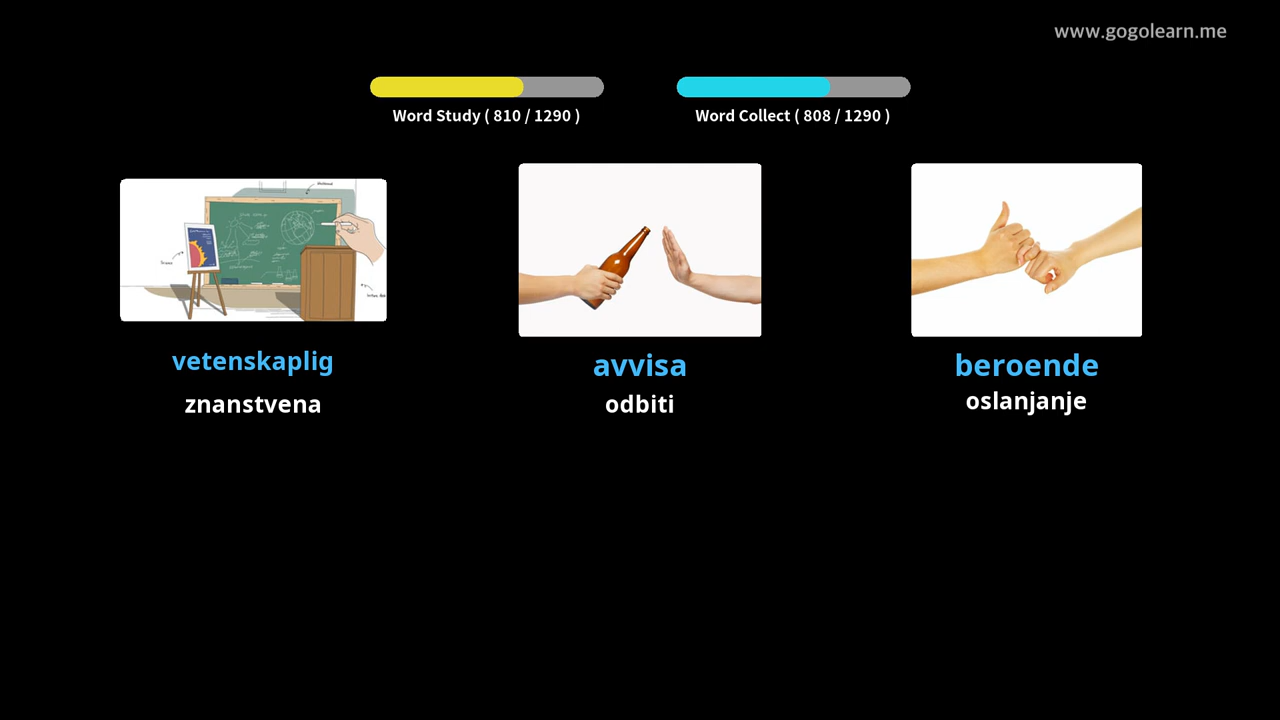 www.gogolearn.me
Word Study ( 810 / 1290 )
Word Collect ( 808 / 1290 )
vetenskaplig
avvisa
beroende
znanstvena
odbiti
oslanjanje